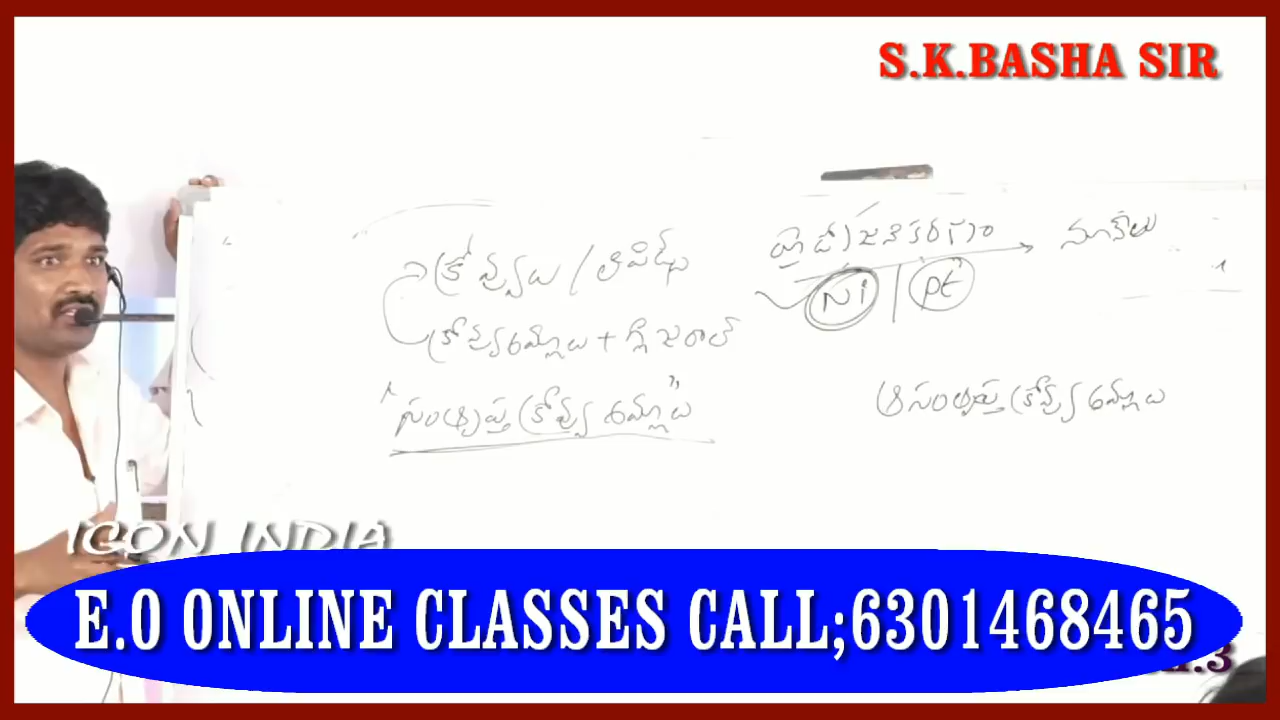 S.K.BASHA SIR
హైడ్రోజనీకరణం
నూనెలు
క్రొవ్వులు / లిపిడ్స్
Ni | Pt
క్రొవ్వు ఆమ్లాలు + గ్లిజరాల్
"సంతృప్త క్రొవ్వు ఆమ్లాలు"
అసంతృప్త క్రొవ్వు ఆమ్లాలు
ICON INDIA
E.O ONLINE CLASSES CALL;6301468465